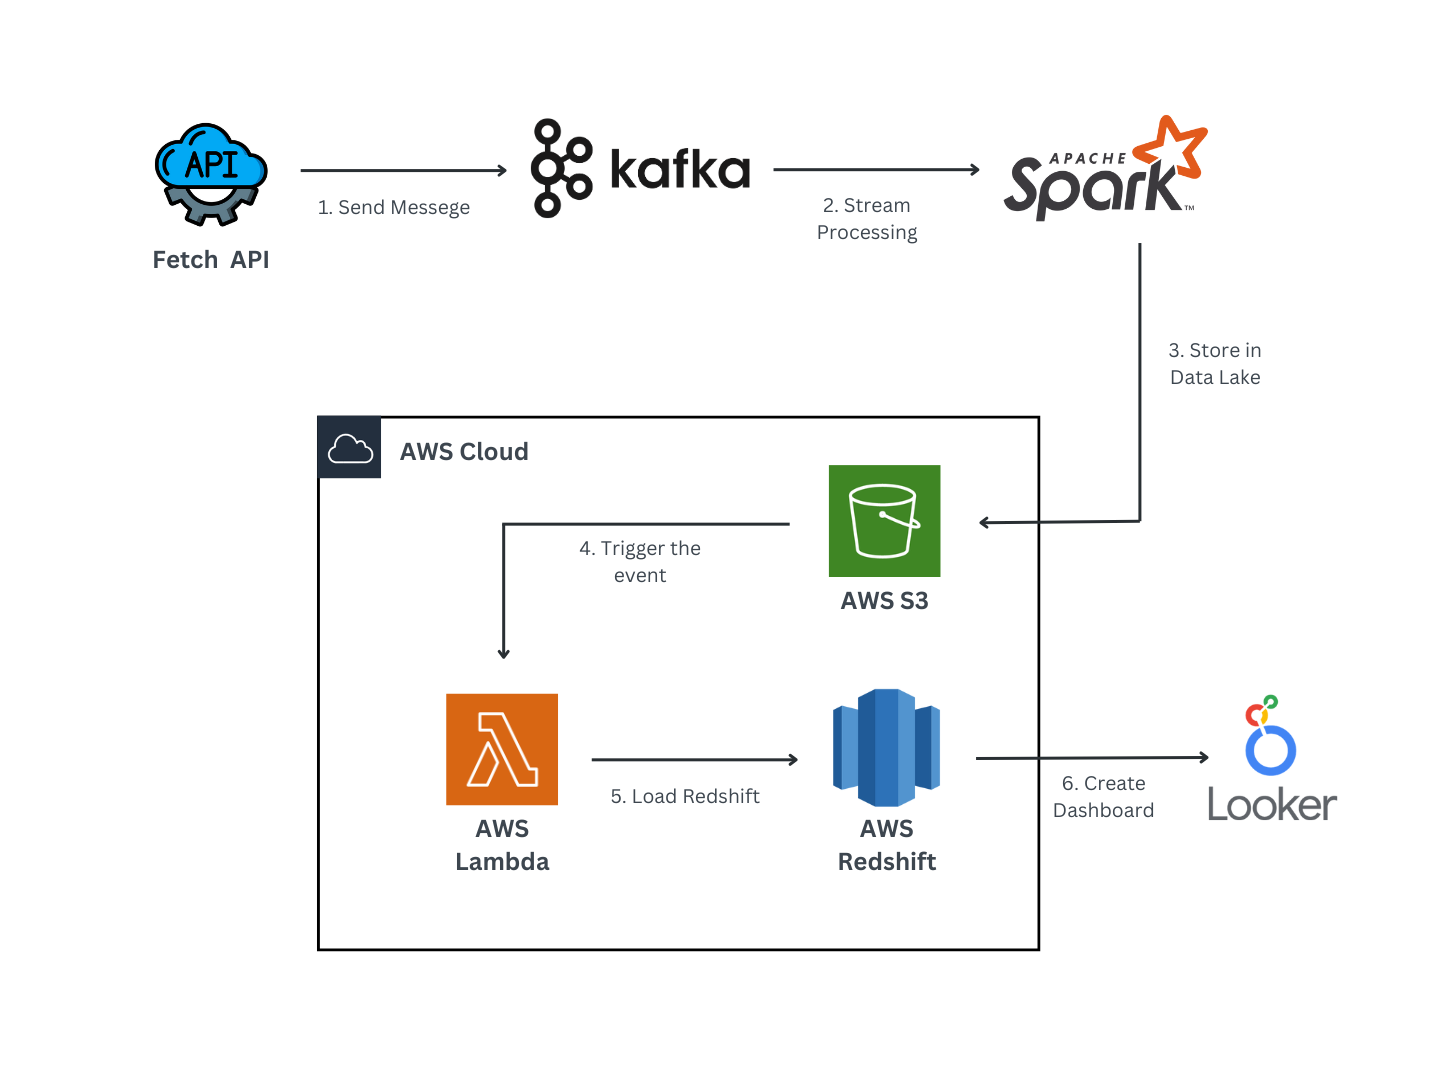 API
Fetch API
1. Send Messege
kafka
2. Stream
Processing
APACHE
Spark™
3. Store in
Data Lake
AWS Cloud
AWS S3
4. Trigger the
event
AWS
Lambda
5. Load Redshift
AWS
Redshift
6. Create
Dashboard
Looker